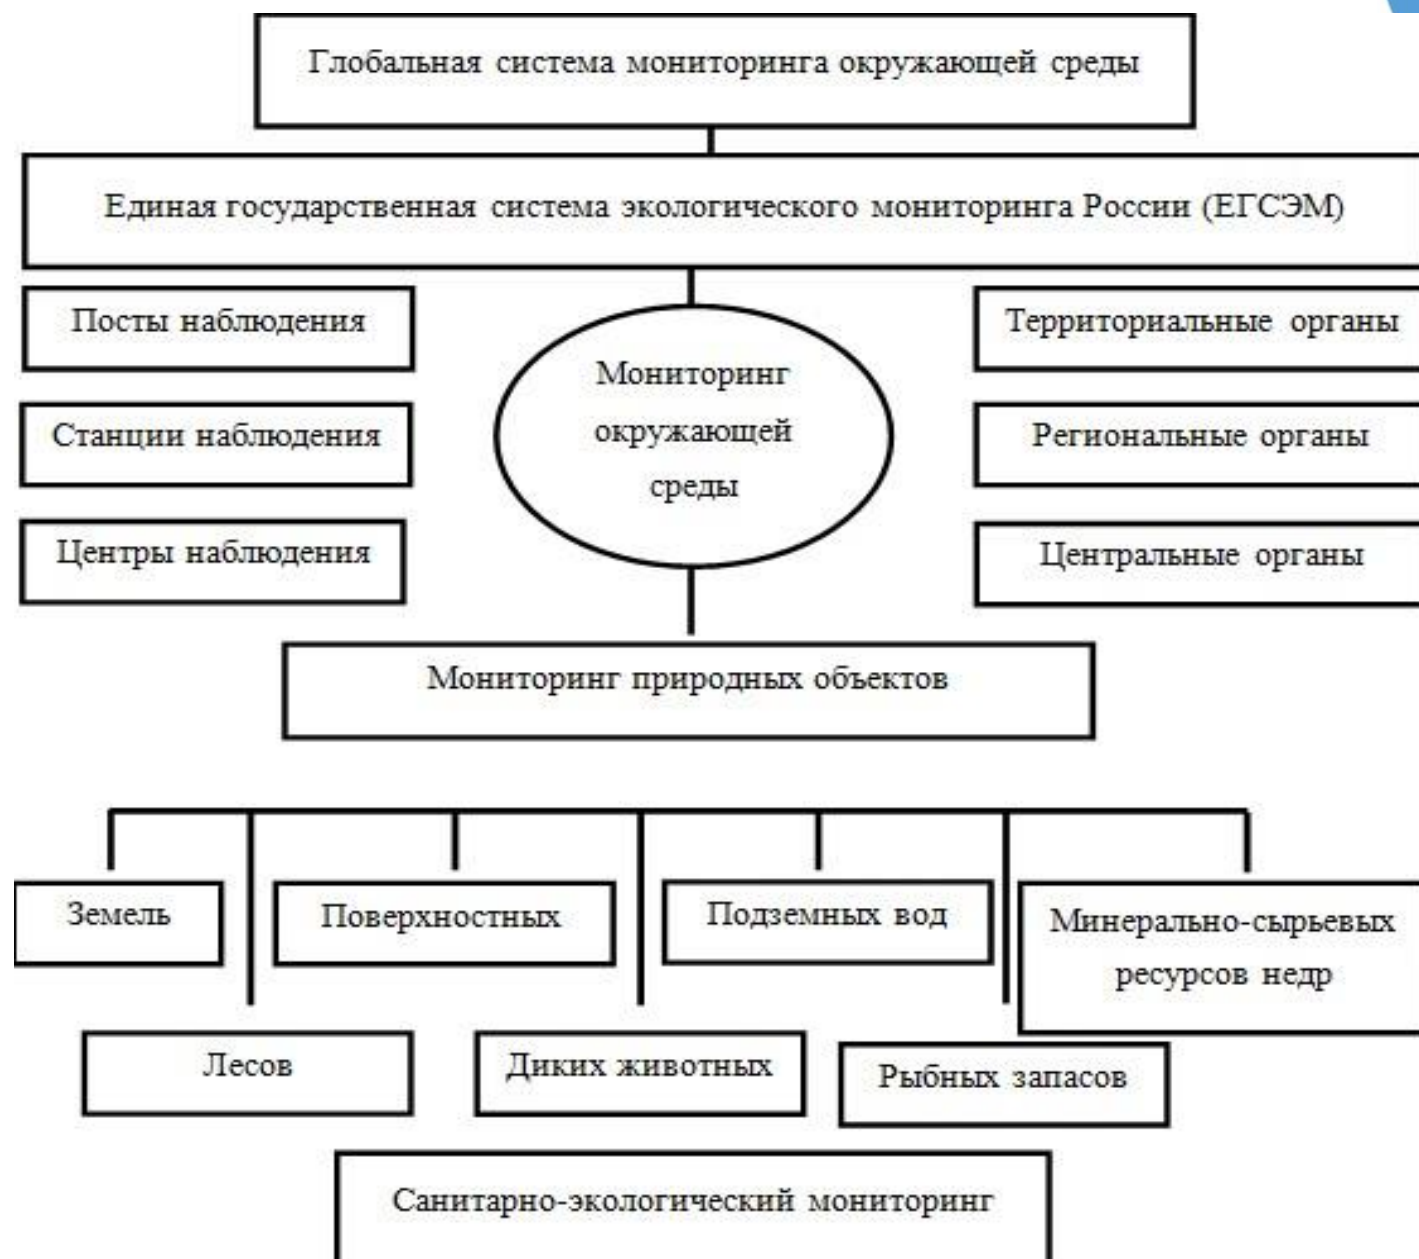 Глобальная система мониторинга окружающей среды
Единая государственная система экологического мониторинга России (ЕГСЭМ)
Посты наблюдения
Территориальные органы
Мониторинг
окружающей
среды
Станции наблюдения
Региональные органы
Центры наблюдения
Центральные органы
Мониторинг природных объектов
Земель
Поверхностных
Подземных вод
Минерально-сырьевых
ресурсов недр
Лесов
Диких животных
Рыбных запасов
Санитарно-экологический мониторинг